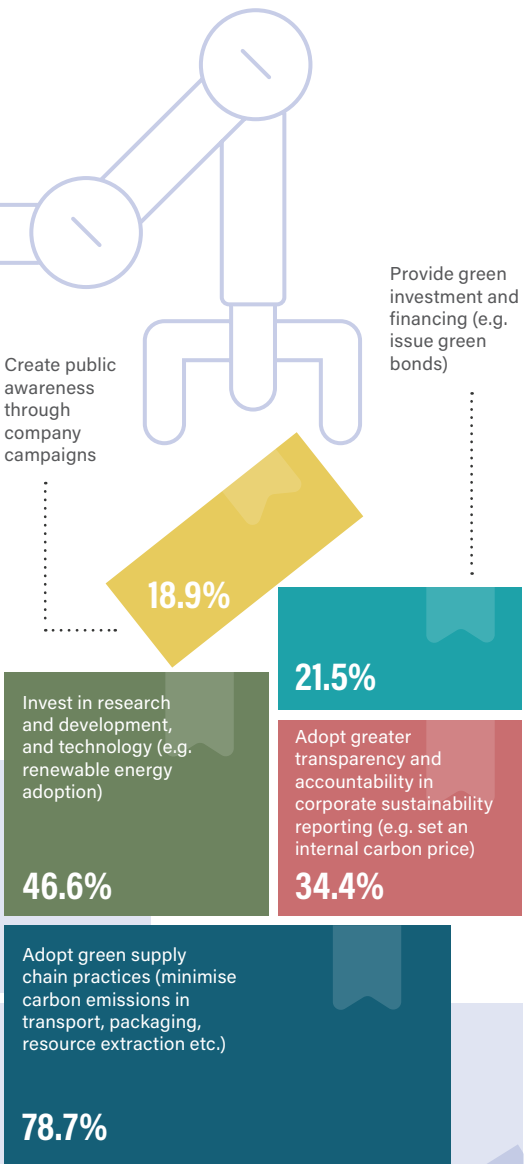 Provide green
investment and
financing (e.g.
issue green
bonds)
Create public
awareness
through
company
campaigns
18.9%
21.5%
Invest in research
and development,
and technology (e.g.
renewable energy
adoption)
46.6%
Adopt greater
transparency and
accountability in
corporate sustainability
reporting (e.g. set an
internal carbon price)
34.4%
Adopt green supply
chain practices (minimise
carbon emissions in
transport, packaging,
resource extraction etc.)
78.7%